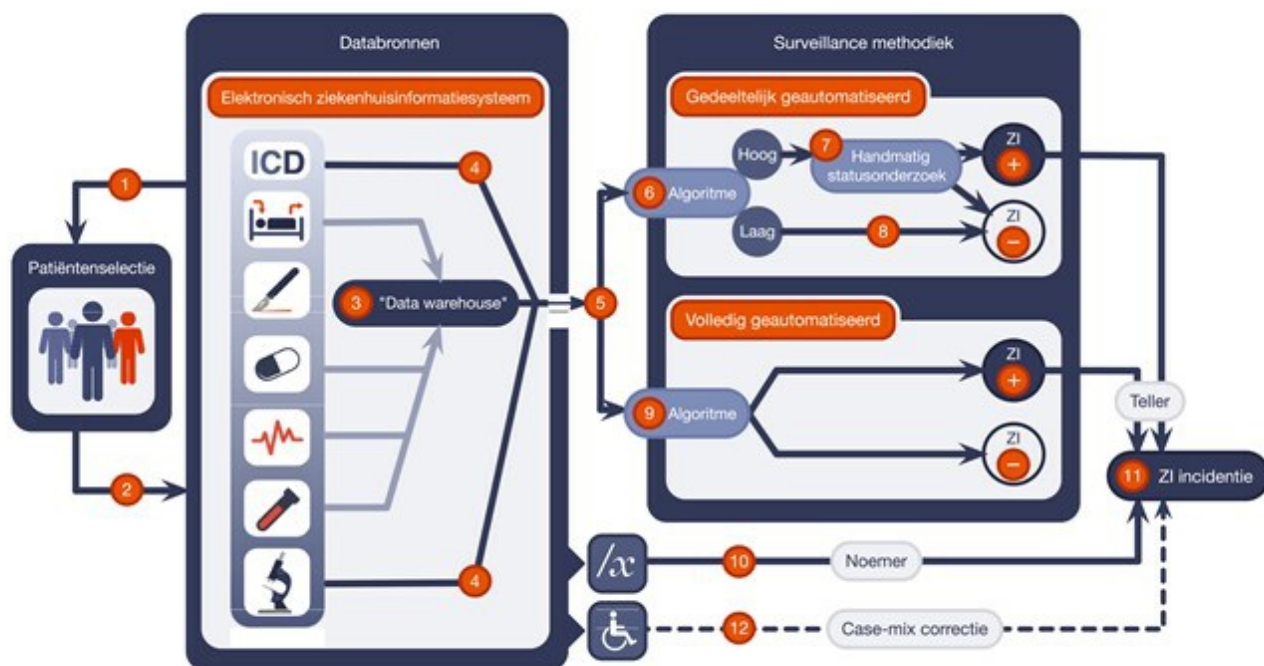 Databronnen
Surveillance methodiek
Elektronisch ziekenhuisinformatiesysteem
Gedeeltelijk geautomatiseerd
ICD
4
Hoog
7
Handmatig
statusonderzoek
ZI
+
1
6 Algoritme
Laag
8
ZI
−
Patiëntenselectie
3 "Data warehouse"
5
Volledig geautomatiseerd
ZI
+
9 Algoritme
Teller
ZI
−
2
11 ZI incidentie
4
/x
10
Noemer
12
Case-mix correctie